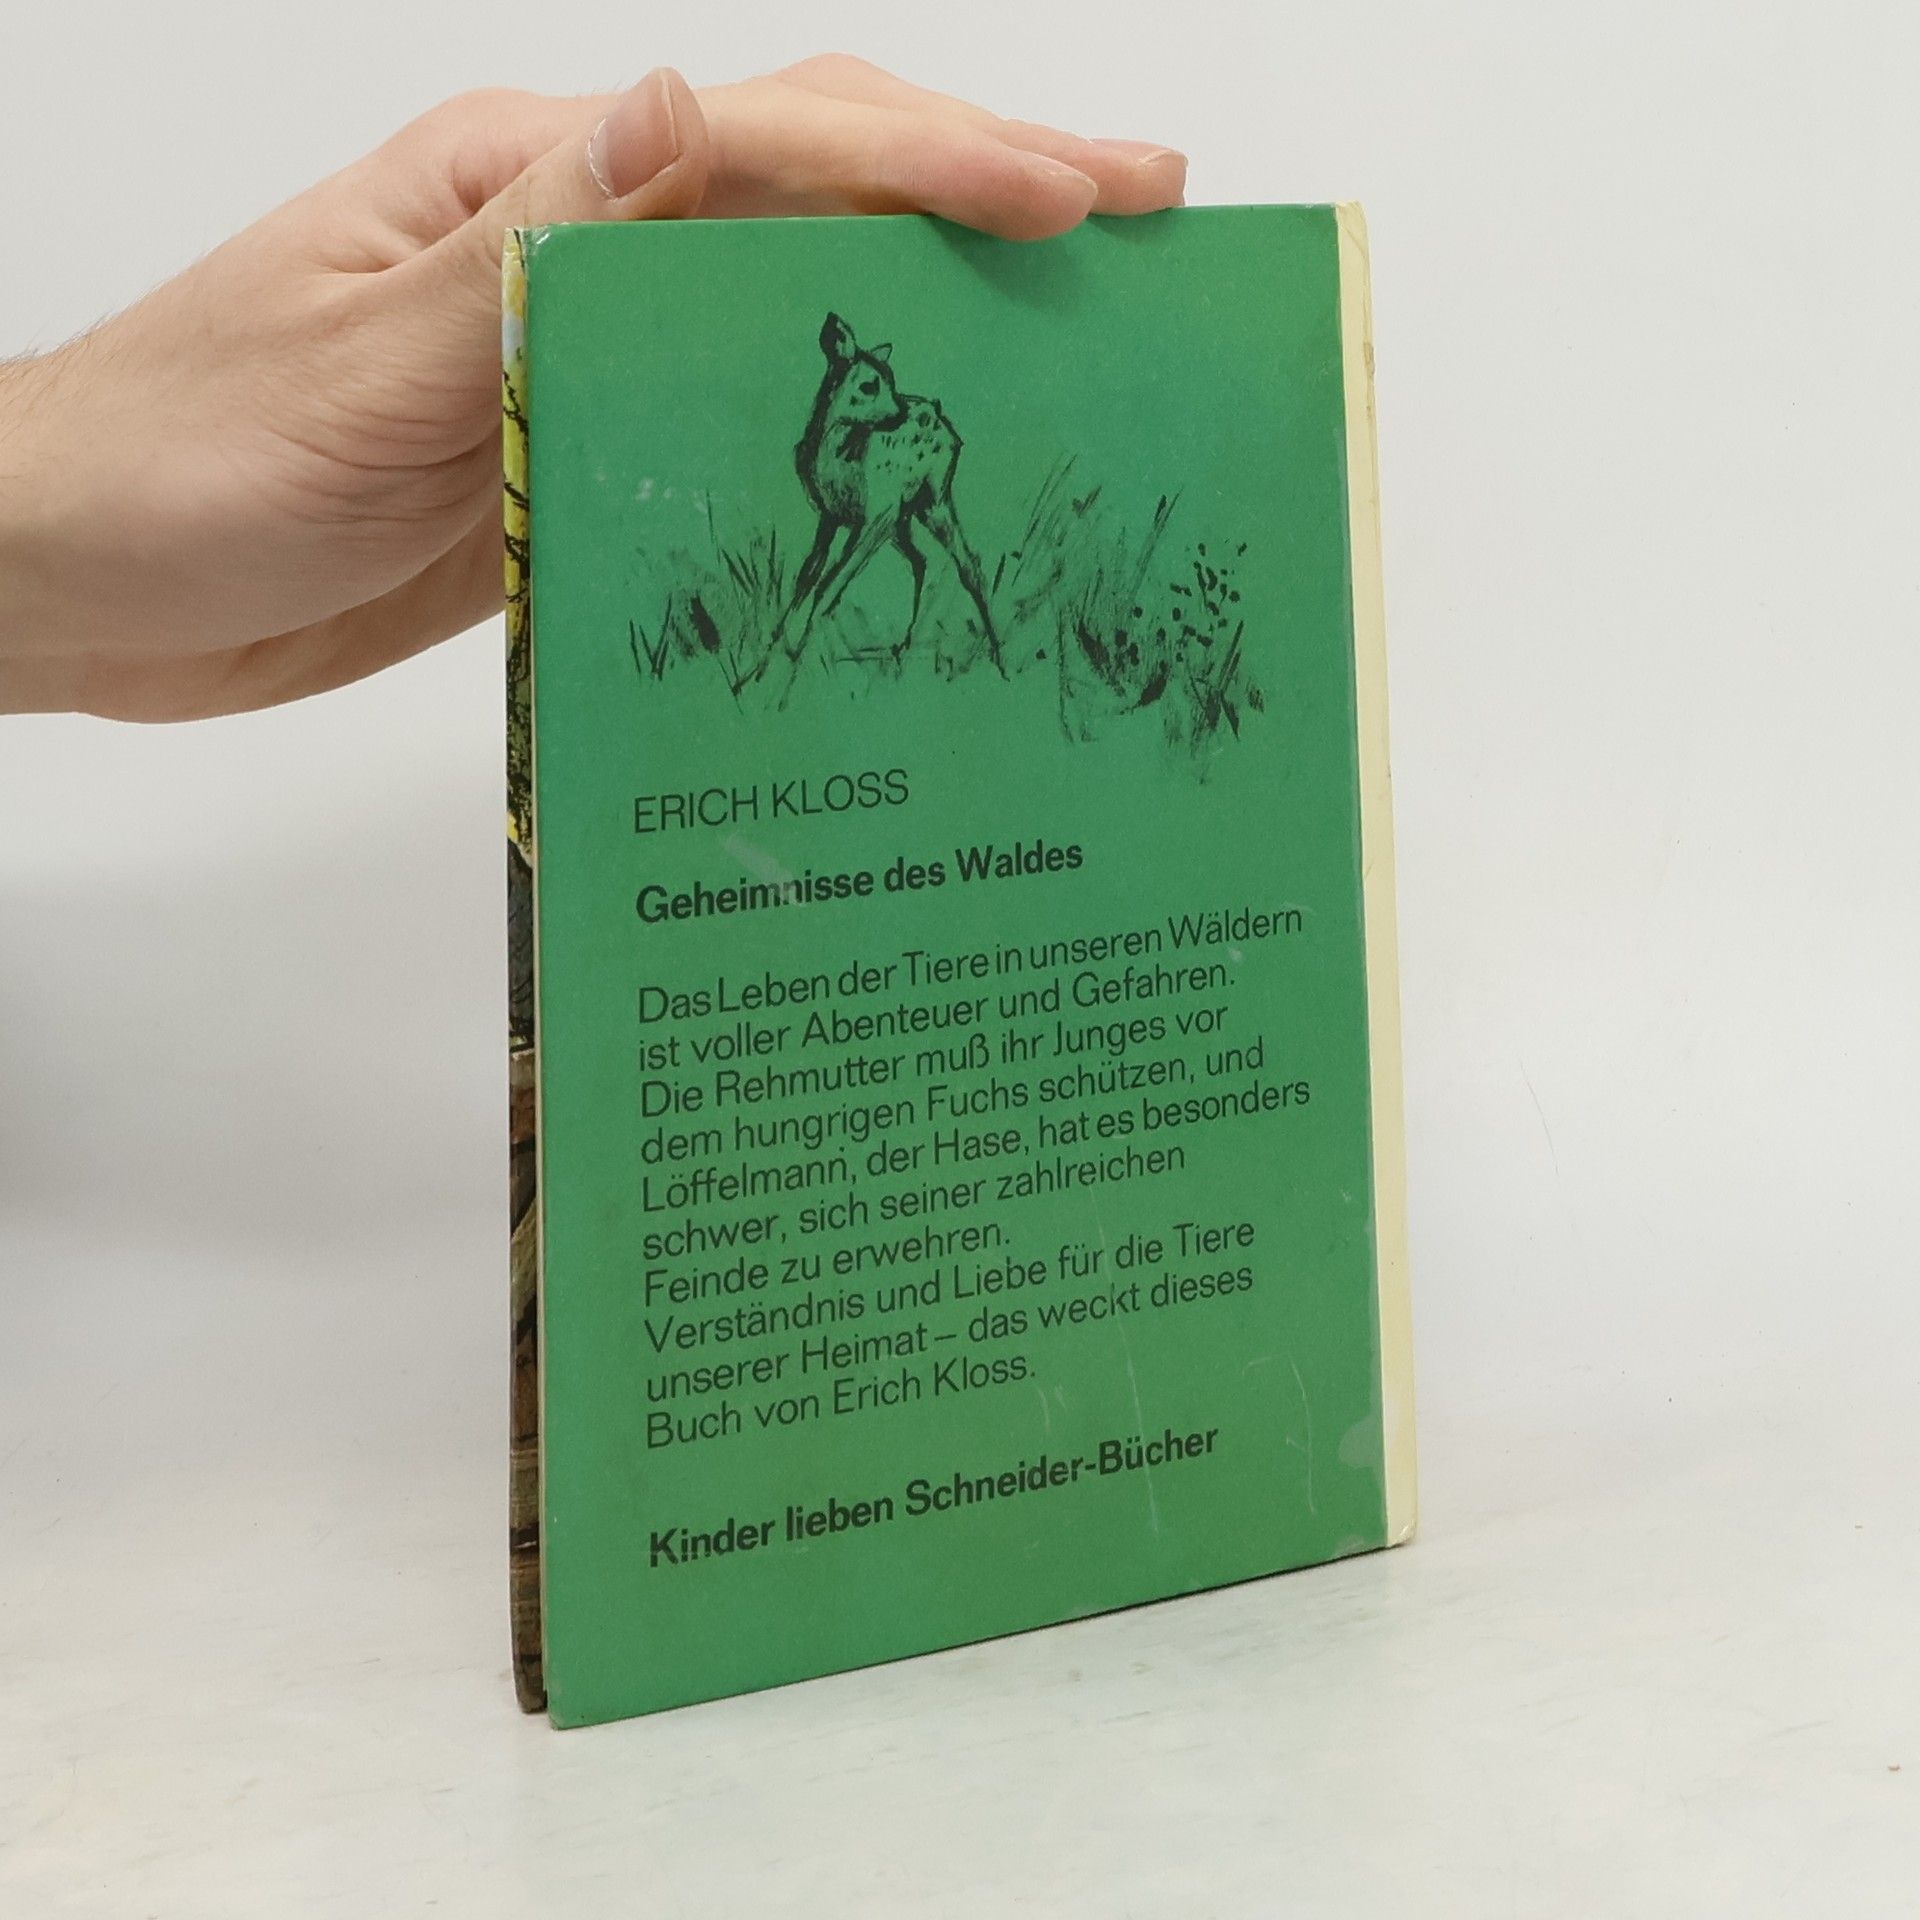 ERICH KLOSS
Geheimnisse des Waldes
Das Leben der Tiere in unseren Wäldern
ist voller Abenteuer und Gefahren.
Die Rehmutter muß ihr Junges vor
dem hungrigen Fuchs schützen, und
Löffelmann, der Hase, hat es besonders
schwer, sich seiner zahlreichen
Feinde zu erwehren.
Verständnis und Liebe für die Tiere
unserer Heimat – das weckt dieses
Buch von Erich Kloss.
Kinder lieben Schneider-Bücher